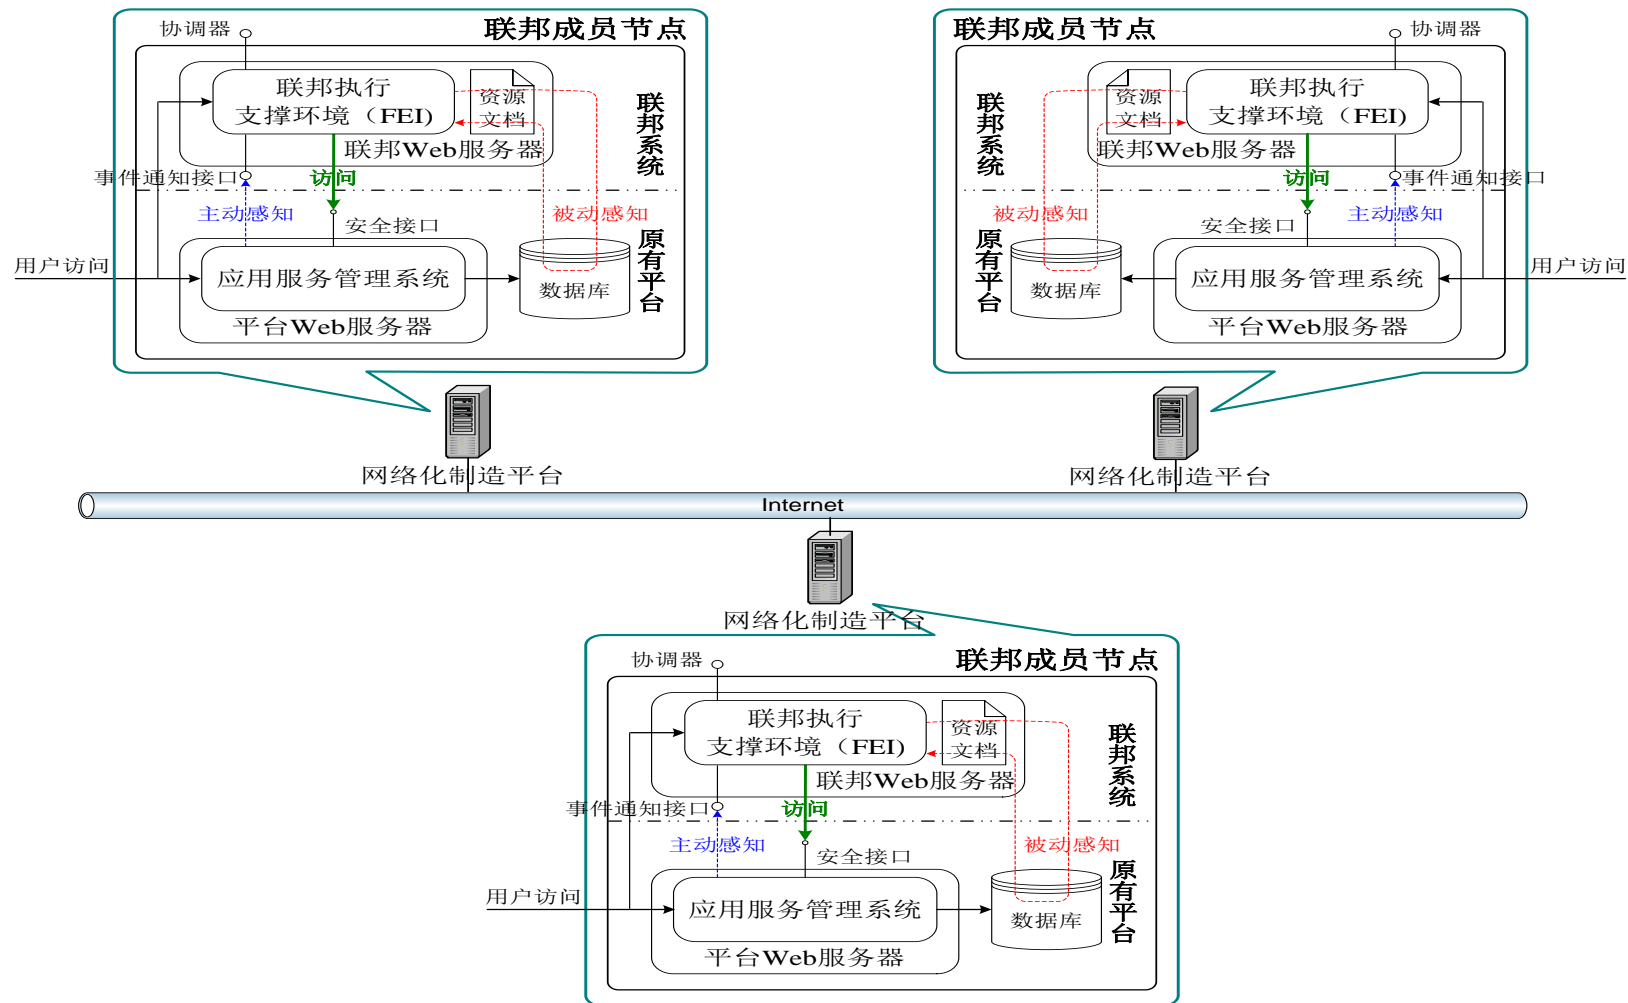 协调器
联邦成员节点
联邦执行
支撑环境（FEI)
资源
文档
联邦Web服务器
联邦系统
事件通知接口
访问
主动感知
被动感知
安全接口
用户访问
应用服务管理系统
数据库
原有平台
平台Web服务器
网络化制造平台
联邦成员节点
协调器
资源
文档
联邦执行
支撑环境（FEI)
联邦Web服务器
联邦系统
访问
事件通知接口
被动感知
主动感知
安全接口
原有平台
数据库
应用服务管理系统
用户访问
平台Web服务器
网络化制造平台
Internet
网络化制造平台
协调器
联邦成员节点
联邦执行
支撑环境（FEI)
资源
文档
联邦Web服务器
联邦系统
事件通知接口
访问
主动感知
被动感知
安全接口
用户访问
应用服务管理系统
数据库
原有平台
平台Web服务器